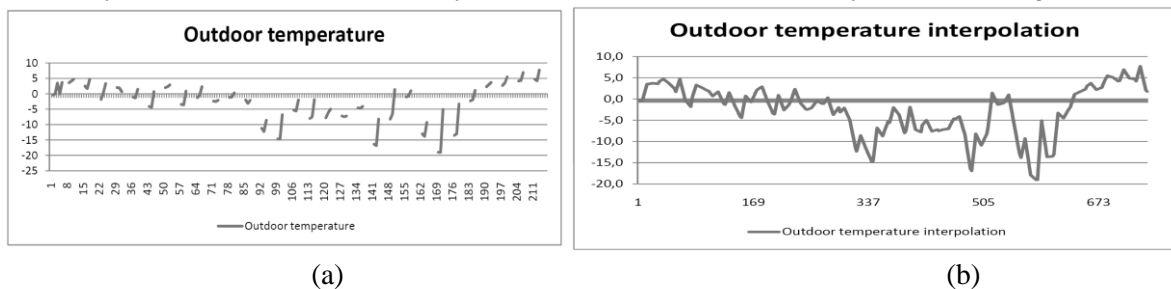 Outdoor temperature
10
5
0
-5
-10
-15
-20
-25
1 8 15 22 29 36 43 50 57 64 71 78 85 92 99 106 113 120 127 134 141 148 155 162 169 176 183 190 197 204 211
Outdoor temperature
(a)
Outdoor temperature interpolation
10,0
5,0
0,0
-5,0
-10,0
-15,0
-20,0
1 169 337 505 673
Outdoor temperature interpolation
(b)